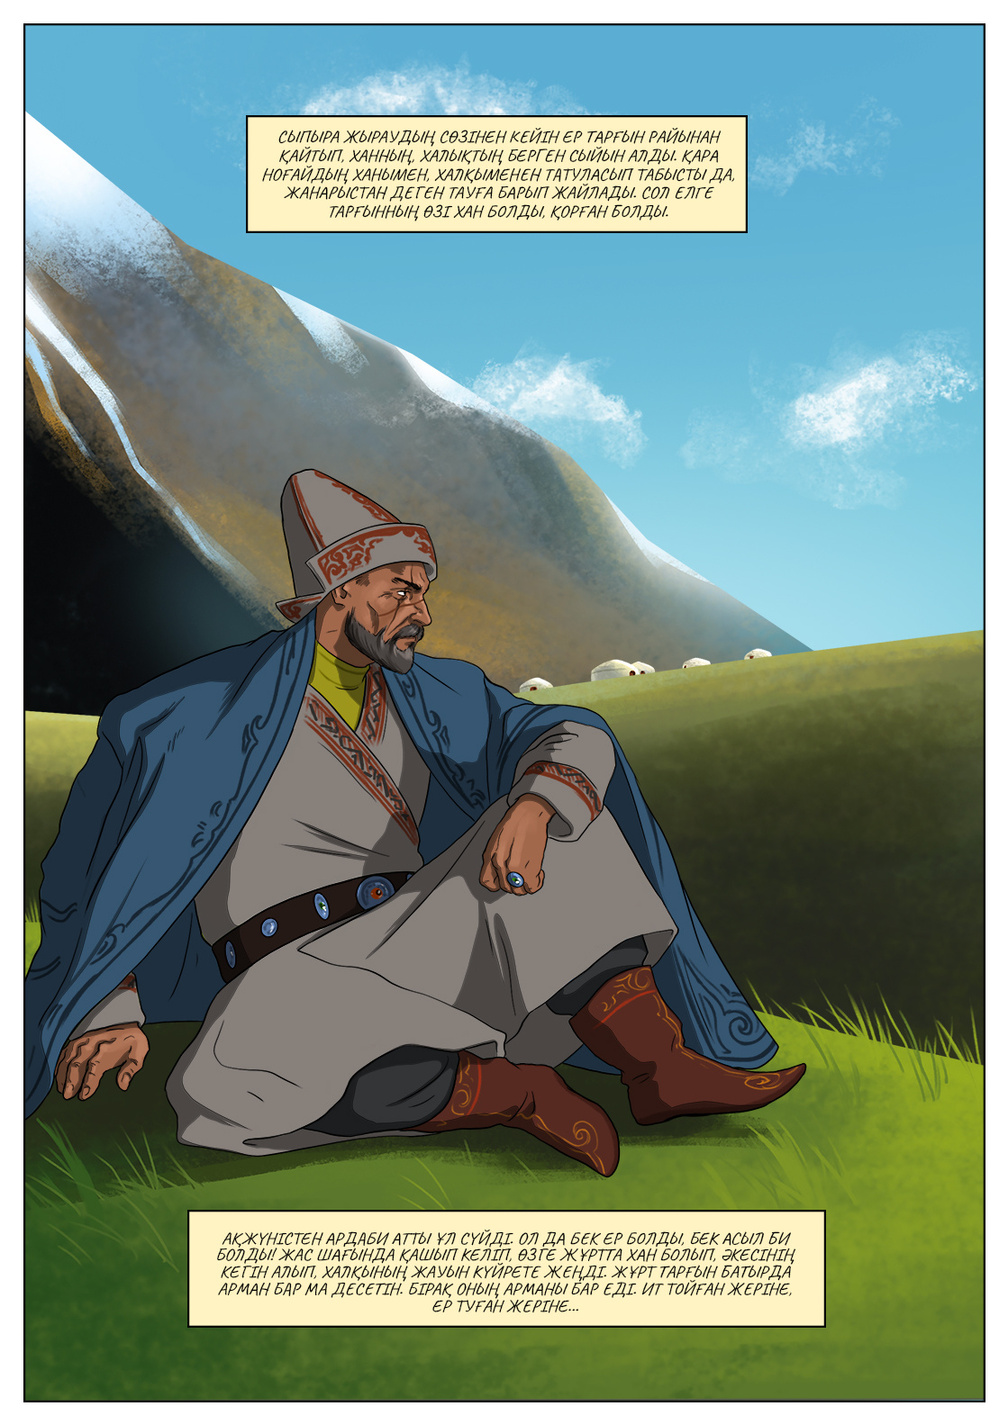 СЫПЫРА ЖЫРАУДЫҢ СӨЗІНЕН КЕЙІН ЕР ТАРҒЫН РАЙЫНАН
ҚАЙТЫП, ХАННЫҢ, ХАЛЫҚТЫҢ БЕРГЕН СЫЙЫН АЛДЫ. ҚАРА
НОҒАЙДЫҢ ХАНЫМЕН, ХАЛҚЫМЕНЕН ТАТУЛАСЫП ТАБЫСТЫ ДА,
ЖАНАРЫСТАН ДЕГЕН ТАУҒА БАРЫП ЖАЙЛАДЫ. СОЛ ЕЛГЕ
ТАРҒЫННЫҢ ӨЗІ ХАН БОЛДЫ, ҚОРҒАН БОЛДЫ.
АҚЖҮНІСТЕН АРДАБИ АТТЫ ҰЛ СҮЙДІ. ОЛ ДА БЕК ЕР БОЛДЫ, БЕК АСЫЛ БИ
БОЛДЫ! ЖАС ШАҒЫНДА ҚАШЫП КЕЛІП, ӨЗГЕ ЖҰРТТА ХАН БОЛЫП, ӘКЕСІНІҢ
КЕГІН АЛЫП, ХАЛҚЫНЫҢ ЖАУЫН КҮЙРЕТЕ ЖЕҢДІ. ЖҰРТ ТАРҒЫН БАТЫРДА
АРМАН БАР МА ДЕСЕТІН. БІРАҚ ОНЫҢ АРМАНЫ БАР ЕДІ. ИТ ТОЙҒАН ЖЕРІНЕ,
ЕР ТУҒАН ЖЕРІНЕ...